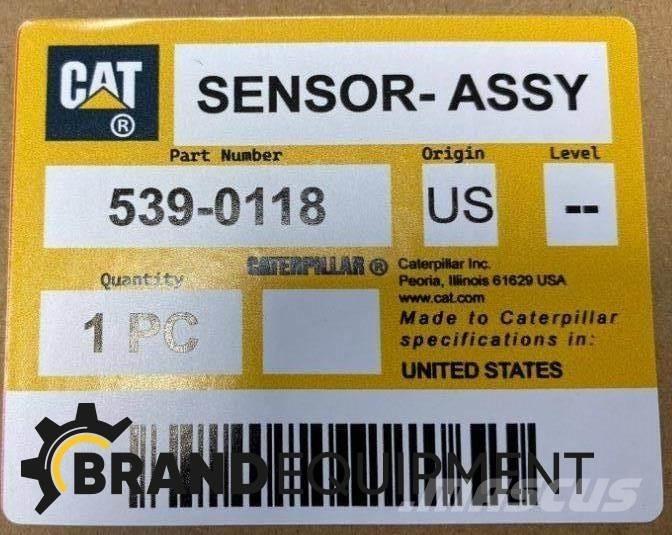 CAT
®
SENSOR- ASSY
Part Number
Origin
Level
539-0118
US
--
Quantity
CATERPILLAR ®
Caterpillar Inc.
Peoria, Illinois 61629 USA
www.cat.com
1 PC
Made to Caterpillar
specifications in:
UNITED STATES
BRANDEQUIPMENT
MASCUS